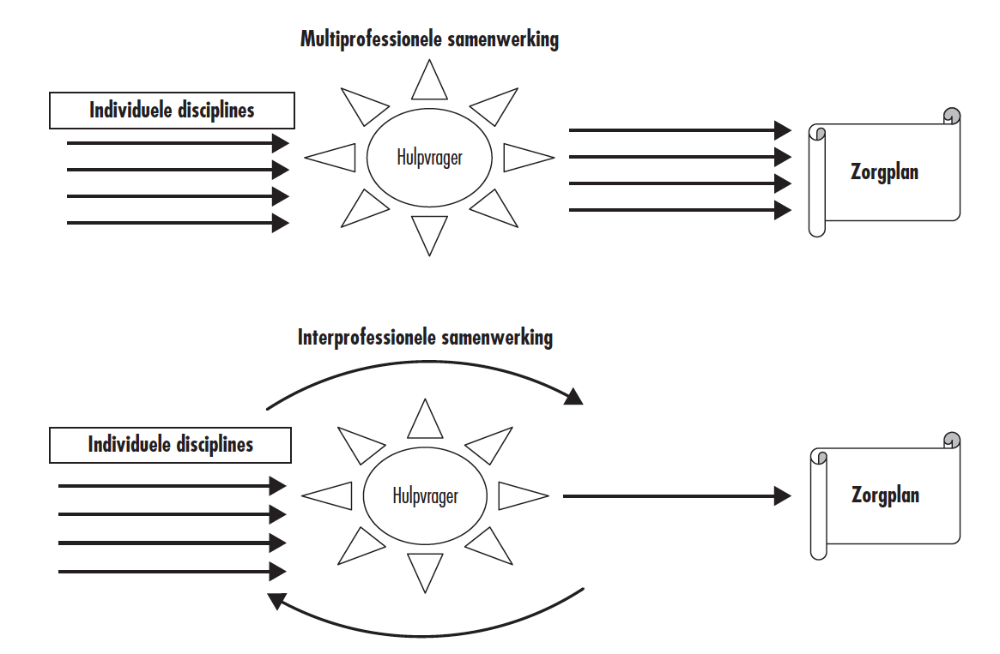 Multiprofessionele samenwerking
Individuele disciplines
Hulpvrager
Zorgplan
Interprofessionele samenwerking
Individuele disciplines
Hulpvrager
Zorgplan